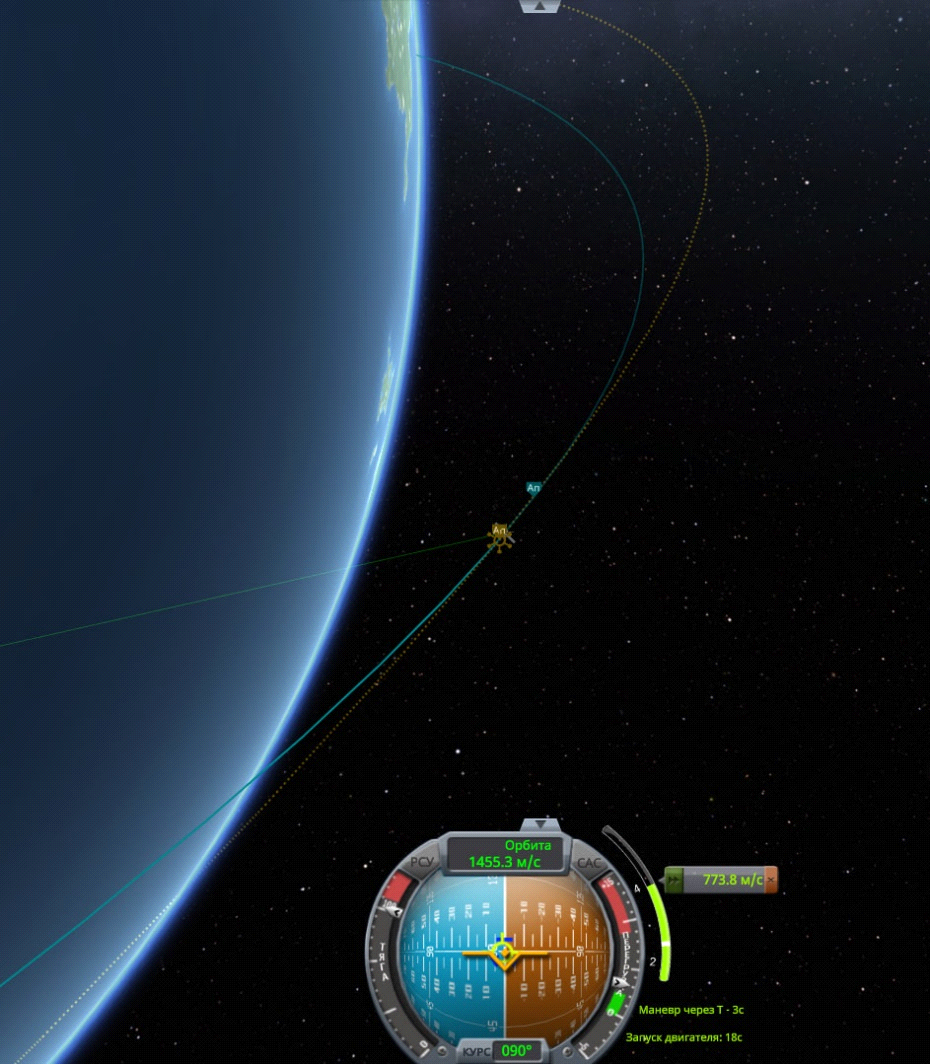 Ап
Ап
Орбита
1455.3 м/с
РСУ
САС
773.8 м/с
4
2
ТЯГА
КУРС 090°
Маневр через T - 3с
Запуск двигателя: 18с